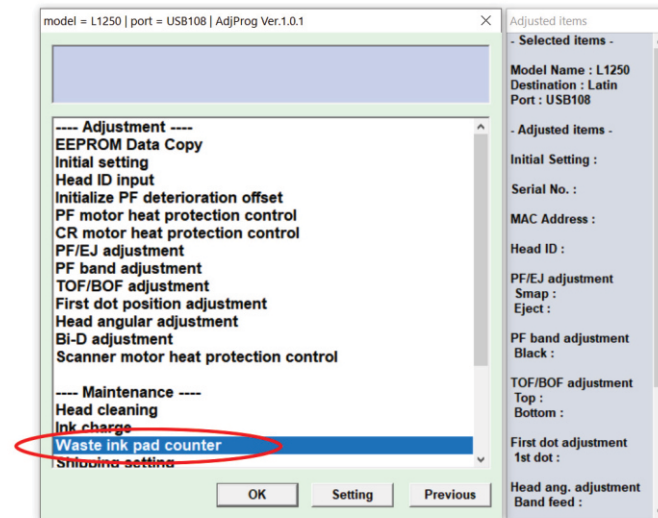 model = L1250 | port = USB108 | AdjProg Ver.1.0.1
---- Adjustment ----
EEPROM Data Copy
Initial setting
Head ID input
Initialize PF deterioration offset
PF motor heat protection control
CR motor heat protection control
PF/EJ adjustment
PF band adjustment
TOF/BOF adjustment
First dot position adjustment
Head angular adjustment
Bi-D adjustment
Scanner motor heat protection control
---- Maintenance ----
Head cleaning
Ink charge
Waste ink pad counter
Shipping setting
OK
Setting
Previous
Adjusted items
- Selected items -
Model Name : L1250
Destination : Latin
Port : USB108
- Adjusted items -
Initial Setting :
Serial No. :
MAC Address :
Head ID :
PF/EJ adjustment
Smap :
Eject :
PF band adjustment
Black :
TOF/BOF adjustment
Top :
Bottom :
First dot adjustment
1st dot :
Head ang. adjustment
Band feed :